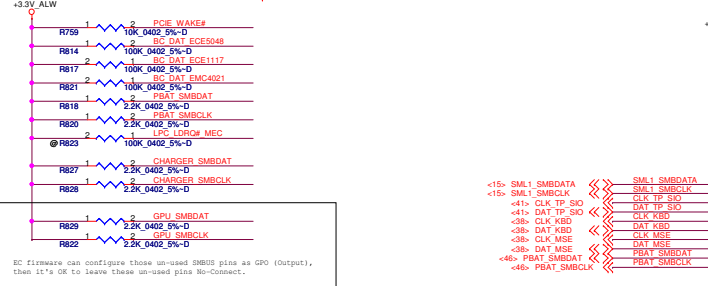 +3.3V_ALW
1 2 PCIE_WAKE#
R759 10K_0402_5%~D
2 1 BC_DAT_ECE5048
R814 100K_0402_5%~D
2 1 BC_DAT_ECE1117
R817 100K_0402_5%~D
2 1 BC_DAT_EMC4021
R821 100K_0402_5%~D
1 2 PBAT_SMBDAT
R818 2.2K_0402_5%~D
1 2 PBAT_SMBCLK
R820 2.2K_0402_5%~D
2 1 LPC_LDRQ#_MEC
@ R823 100K_0402_5%~D
1 2 CHARGER_SMBDAT
R827 2.2K_0402_5%~D
1 2 CHARGER_SMBCLK
R828 2.2K_0402_5%~D
1 2 GPU_SMBDAT
R829 2.2K_0402_5%~D
1 2 GPU_SMBCLK
R822 2.2K_0402_5%~D
EC firmware can configure those un-used SMBUS pins as GPO (Output),
then it's OK to leave these un-used pins No-Connect.
<15> SML1_SMBDATA SML1_SMBDATA
<15> SML1_SMBCLK SML1_SMBCLK
<41> CLK_TP_SIO CLK_TP_SIO
<41> DAT_TP_SIO DAT_TP_SIO
<38> CLK_KBD CLK_KBD
<38> DAT_KBD DAT_KBD
<38> CLK_MSE CLK_MSE
<38> DAT_MSE DAT_MSE
<46> PBAT_SMBDAT PBAT_SMBDAT
<46> PBAT_SMBCLK PBAT_SMBCLK